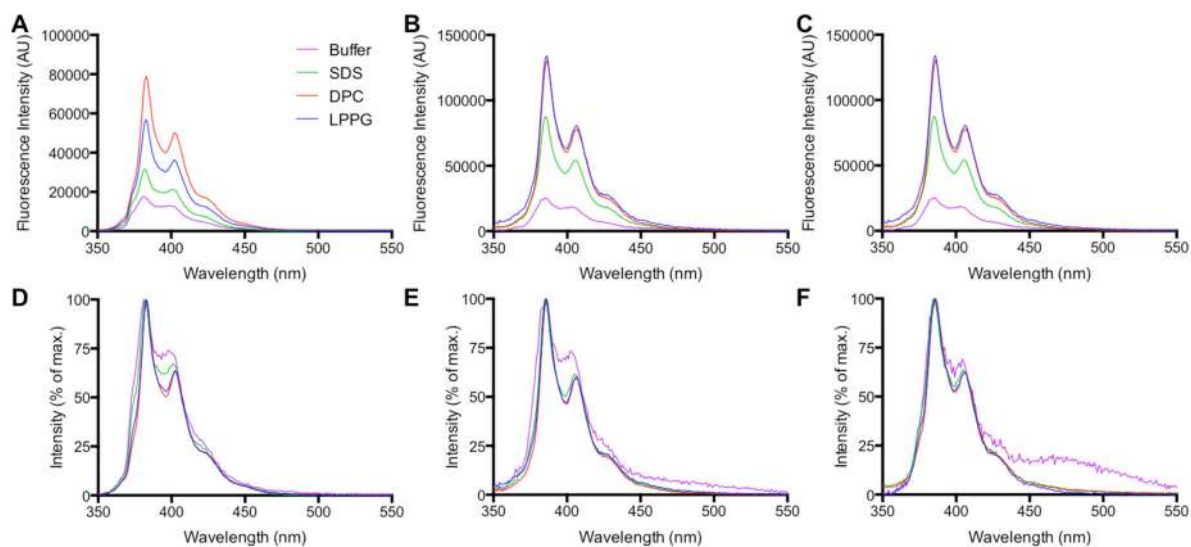 A
Fluorescence Intensity (AU)
100000
80000
60000
40000
20000
0
350 400 450 500 550
Wavelength (nm)
Buffer
SDS
DPC
LPPG
B
Fluorescence Intensity (AU)
150000
100000
50000
0
350 400 450 500 550
Wavelength (nm)
C
Fluorescence Intensity (AU)
150000
100000
50000
0
350 400 450 500 550
Wavelength (nm)
D
Intensity (% of max.)
100
75
50
25
0
350 400 450 500 550
Wavelength (nm)
E
Intensity (% of max.)
100
75
50
25
0
350 400 450 500 550
Wavelength (nm)
F
Intensity (% of max.)
100
75
50
25
0
350 400 450 500 550
Wavelength (nm)